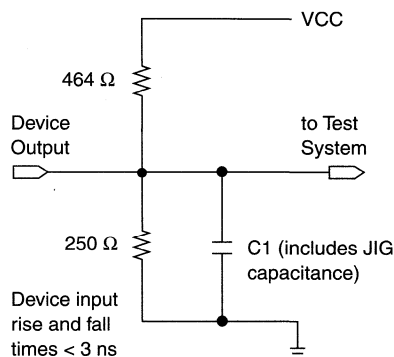 VCC
464 Ω
Device
Output
to Test
System
250 Ω
C1 (includes JIG
capacitance)
Device input
rise and fall
times < 3 ns